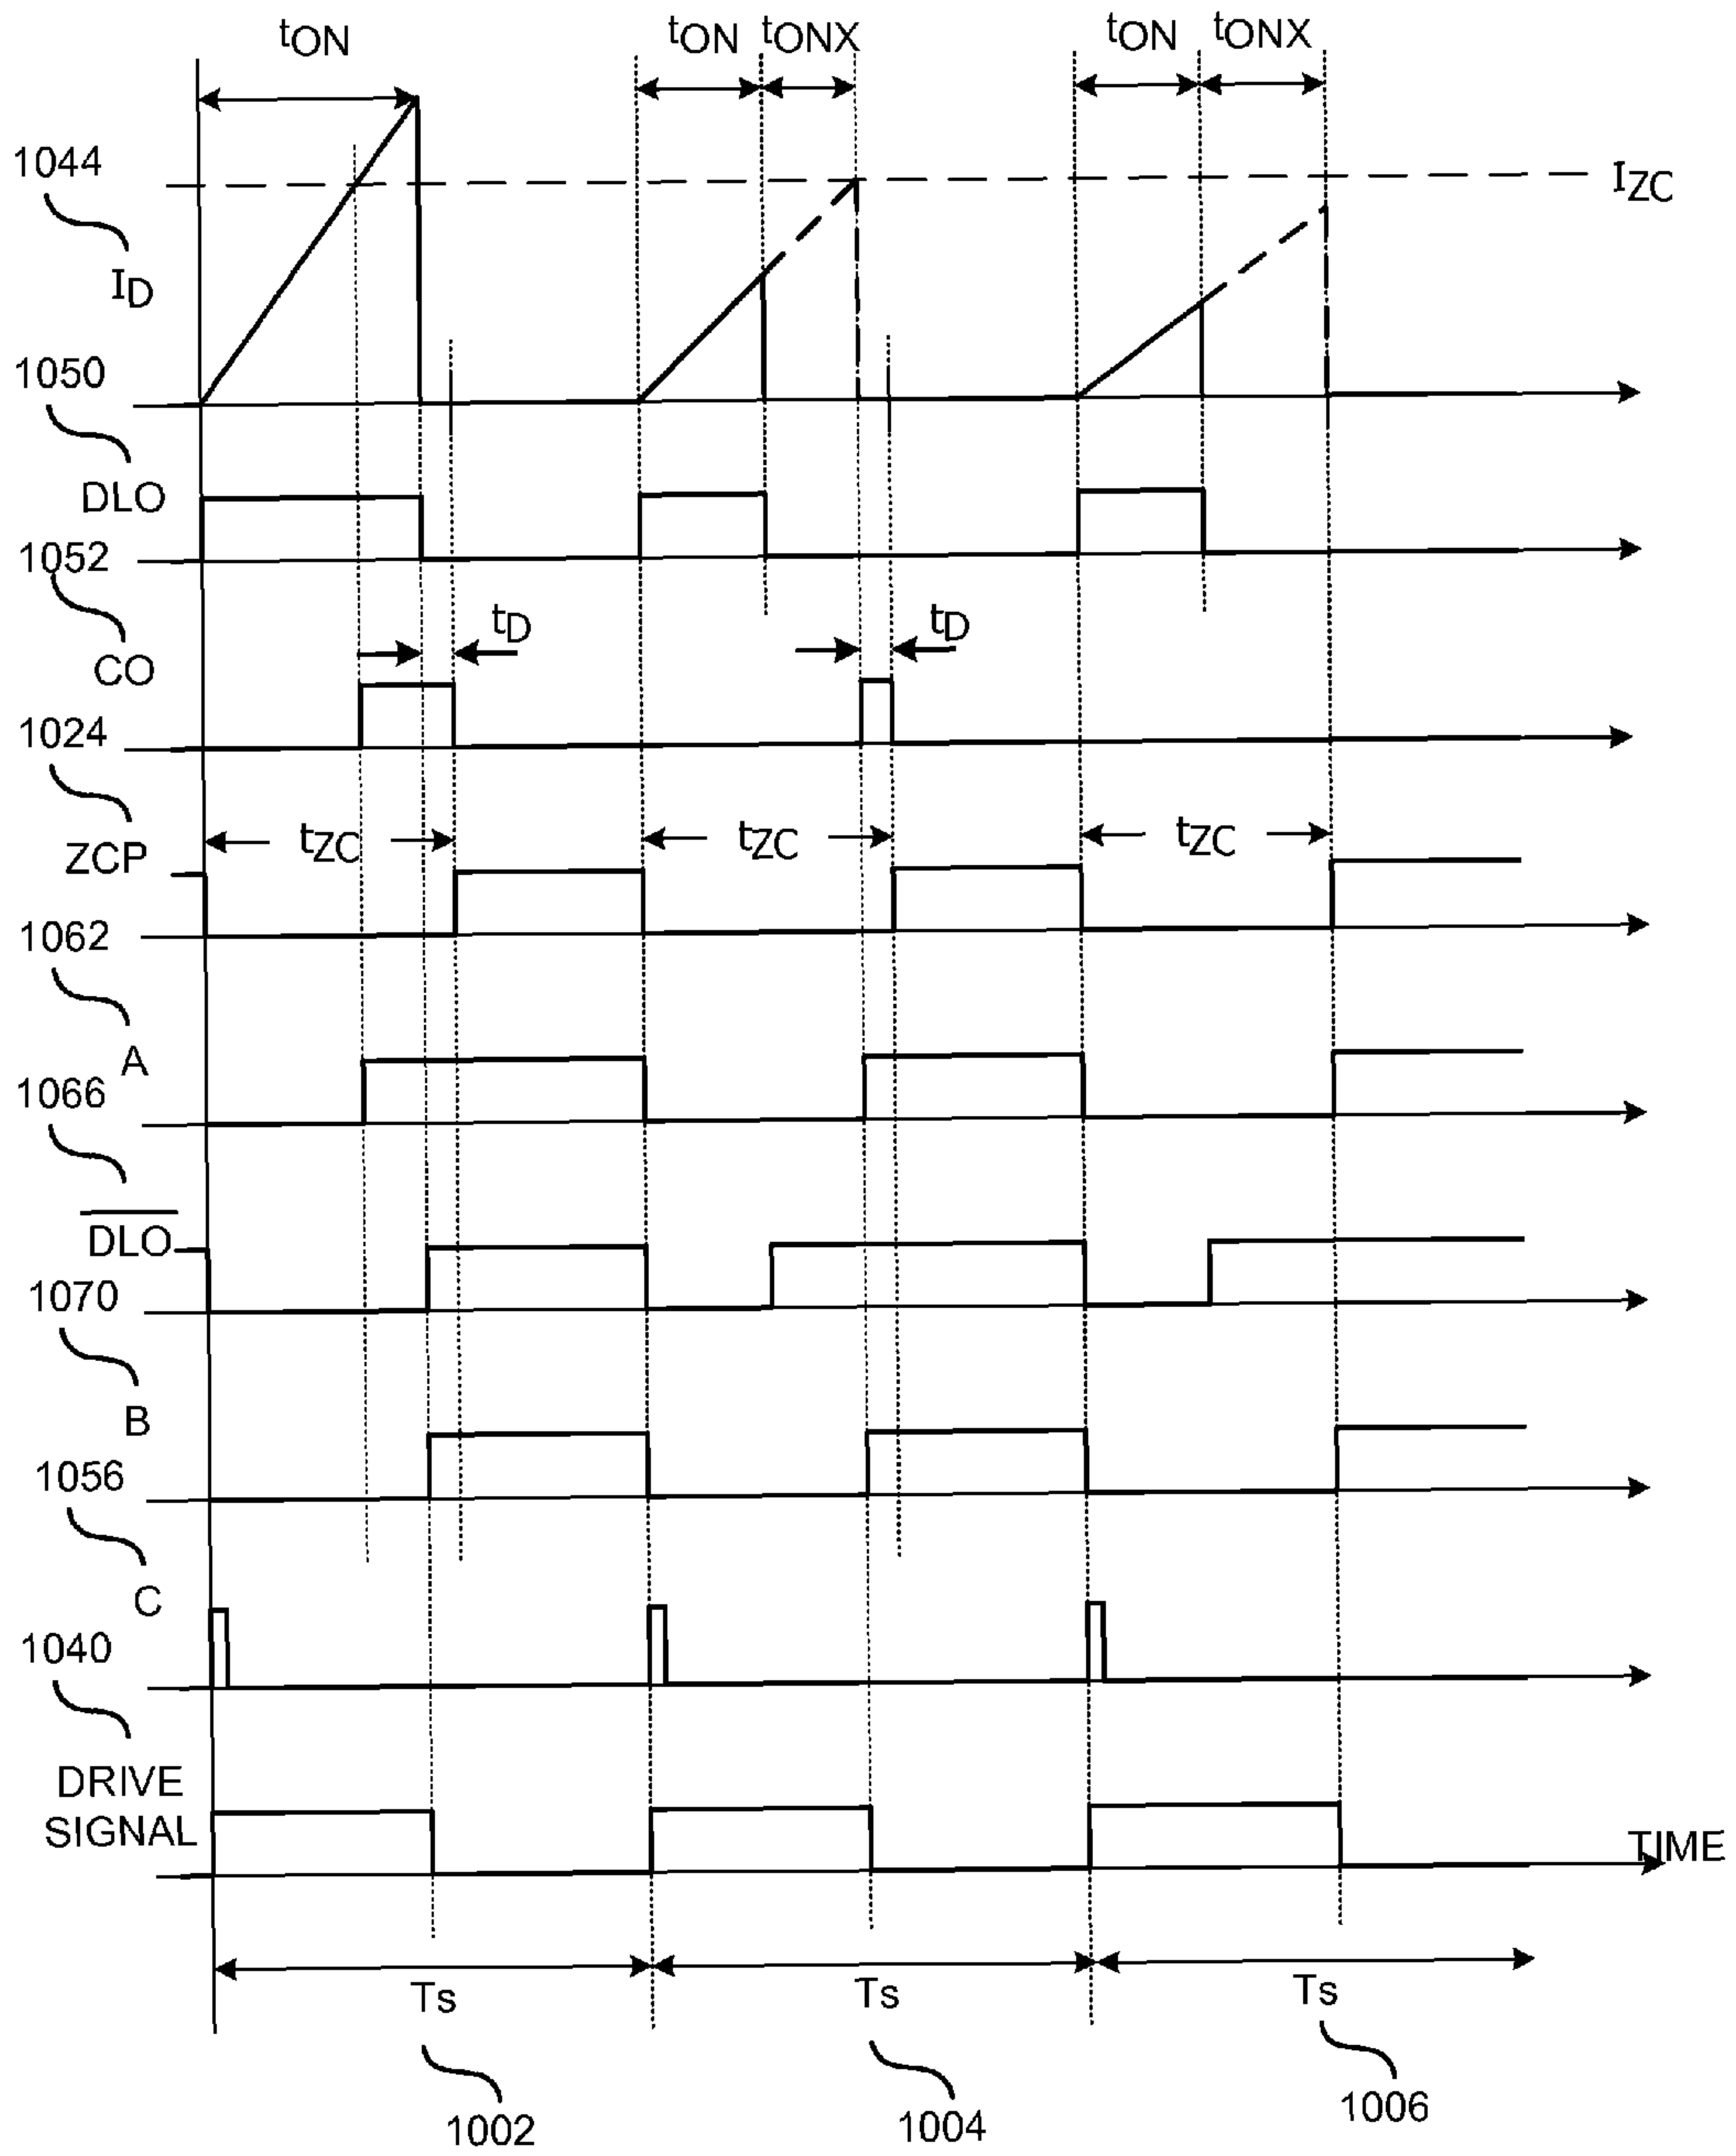 tON tON tONX tON tONX
1044
IZC
ID
1050
DLO
1052
tD tD
CO
1024
tZC tZC tZC
ZCP
1062
A
1066
DLO
1070
B
1056
C
1040
DRIVE
SIGNAL
TIME
Ts Ts Ts
1002 1004 1006